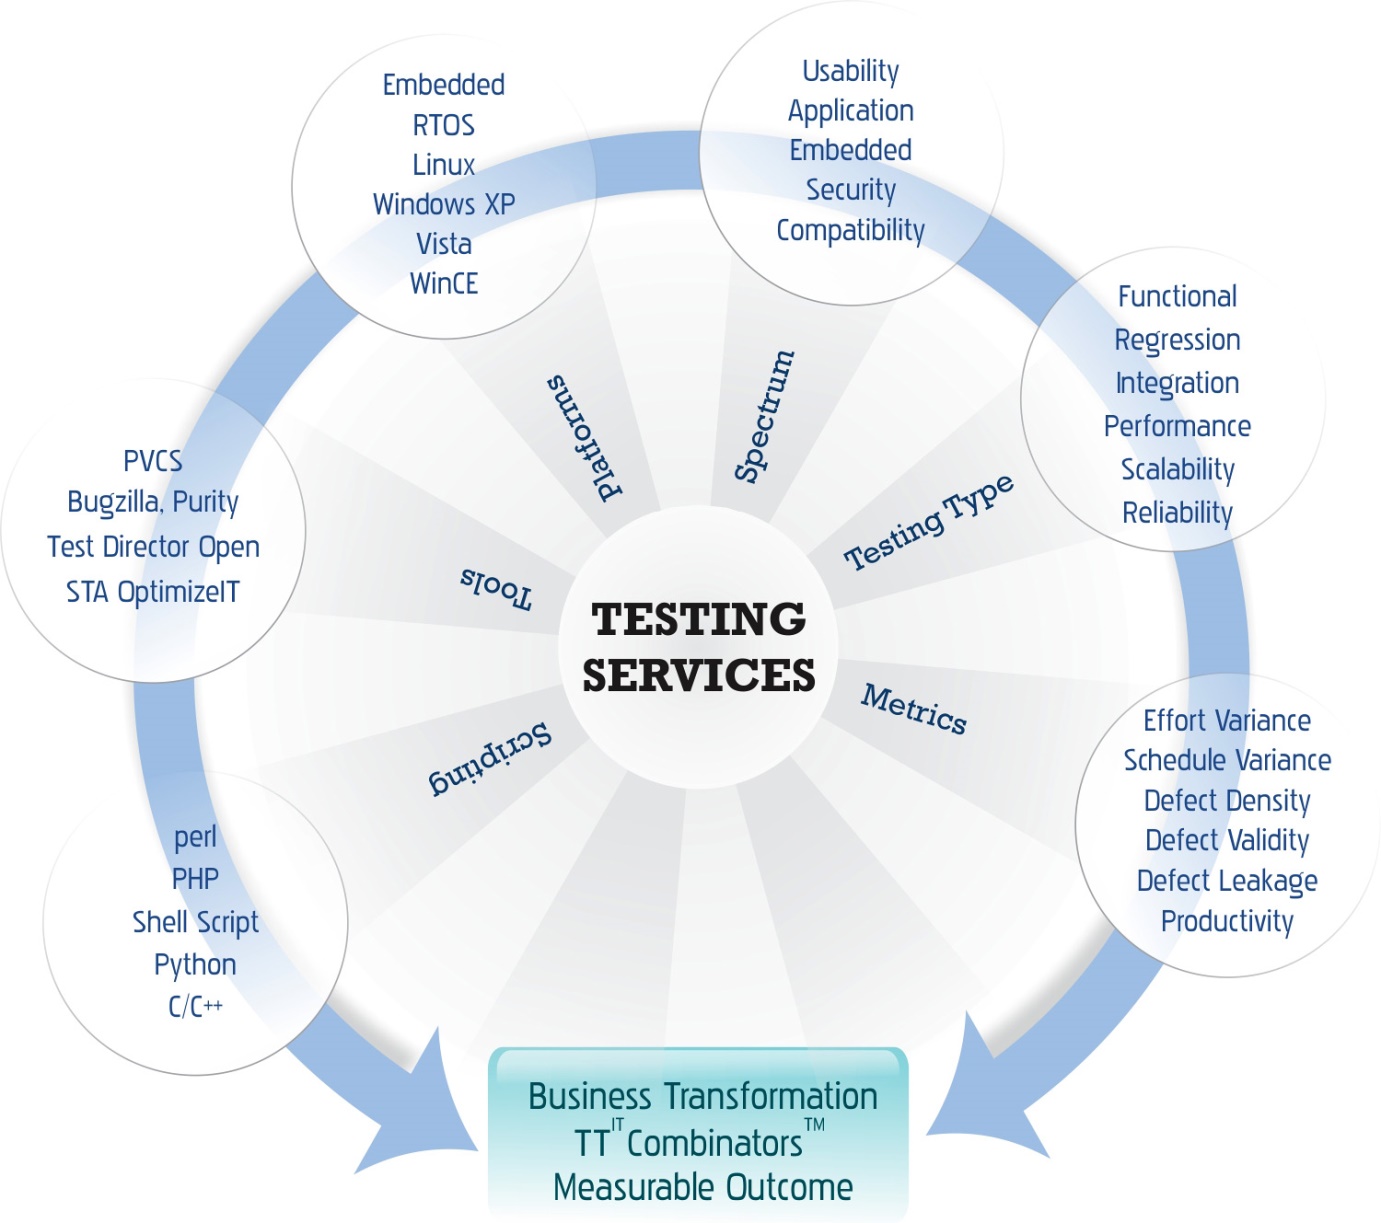 Embedded
RTOS
Linux
Windows XP
Vista
WinCE
Usability
Application
Embedded
Security
Compatibility
Functional
Regression
Integration
Performance
Scalability
Reliability
PVCS
Bugzilla, Purity
Test Director Open
STA OptimizeIT
Platforms
Spectrum
Testing Type
Tools
TESTING
SERVICES
Metrics
Scripting
Effort Variance
Schedule Variance
Defect Density
Defect Validity
Defect Leakage
Productivity
perl
PHP
Shell Script
Python
C/C++
Business Transformation
TT IT Combinators TM
Measurable Outcome